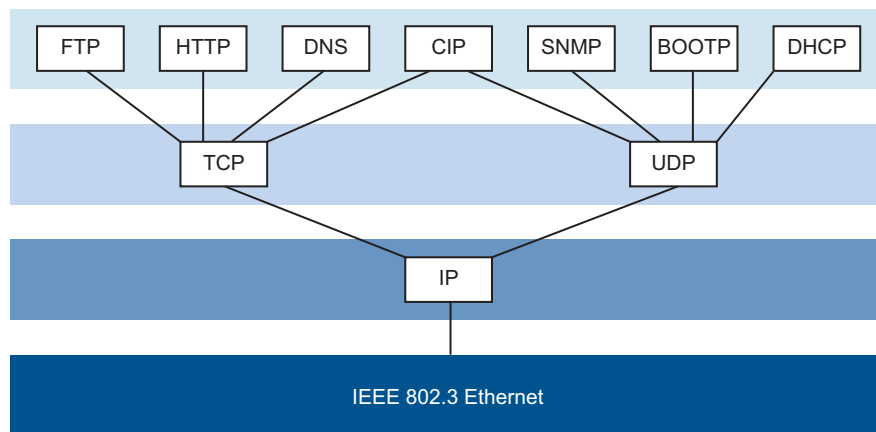 FTP
HTTP
DNS
CIP
SNMP
BOOTP
DHCP
TCP
UDP
IP
IEEE 802.3 Ethernet